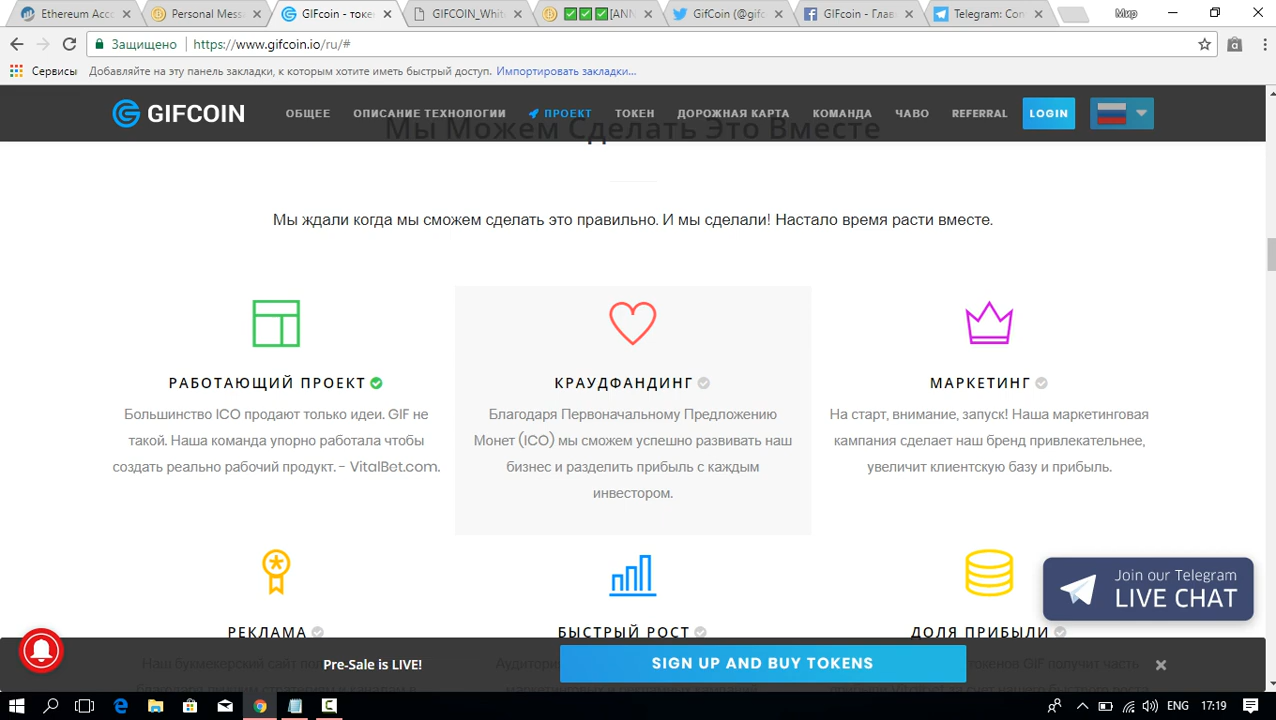 Ethereum Acco
Personal Mess
GIFcoin - токе
GIFCOIN_Whit
[ANN
GifCoin (@gifc
GIFcoin - Глав
Telegram: Con
Мир
Защищено
https://www.gifcoin.io/ru/#
Сервисы
Добавляйте на эту панель закладки, к которым хотите иметь быстрый доступ. Импортировать закладки...
GIFCOIN
ОБЩЕЕ
ОПИСАНИЕ ТЕХНОЛОГИИ
ПРОЕКТ
ТОКЕН
ДОРОЖНАЯ КАРТА
КОМАНДА
ЧАВО
REFERRAL
LOGIN
Мы Можем Сделать Это Вместе
Мы ждали когда мы сможем сделать это правильно. И мы сделали! Настало время расти вместе.
РАБОТАЮЩИЙ ПРОЕКТ
Большинство ICO продают только идеи. GIF не
такой. Наша команда упорно работала чтобы
создать реально рабочий продукт. - VitalBet.com.
КРАУДФАНДИНГ
Благодаря Первоначальному Предложению
Монет (ICO) мы сможем успешно развивать наш
бизнес и разделить прибыль с каждым
инвестором.
МАРКЕТИНГ
На старт, внимание, запуск! Наша маркетинговая
кампания сделает наш бренд привлекательнее,
увеличит клиентскую базу и прибыль.
РЕКЛАМА
БЫСТРЫЙ РОСТ
ДОЛЯ ПРИБЫЛИ
Join our Telegram
LIVE CHAT
Pre-Sale is LIVE!
SIGN UP AND BUY TOKENS
ENG
17:19